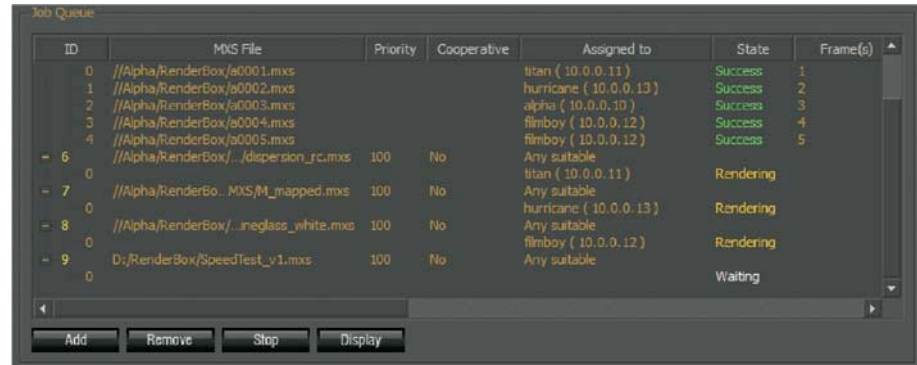 Job Queue
ID MXS File Priority Cooperative Assigned to State Frame(s)
0 //Alpha/RenderBox/a0001.mxs titan ( 10.0.0.11 ) Success 1
1 //Alpha/RenderBox/a0002.mxs hurricane ( 10.0.0.13 ) Success 2
2 //Alpha/RenderBox/a0003.mxs alpha ( 10.0.0.10 ) Success 3
3 //Alpha/RenderBox/a0004.mxs filmboy ( 10.0.0.12 ) Success 4
4 //Alpha/RenderBox/a0005.mxs filmboy ( 10.0.0.12 ) Success 5
- 6 //Alpha/RenderBox/.../dispersion_rc.mxs 100 No Any suitable
0 titan ( 10.0.0.11 ) Rendering
- 7 //Alpha/RenderBo.. MXS/M_mapped.mxs 100 No Any suitable
0 hurricane ( 10.0.0.13 ) Rendering
- 8 //Alpha/RenderBox/...ineglass_white.mxs 100 No Any suitable
0 filmboy ( 10.0.0.12 ) Rendering
- 9 D:/RenderBox/SpeedTest_v1.mxs 100 No Any suitable
0 Waiting
Add Remove Stop Display